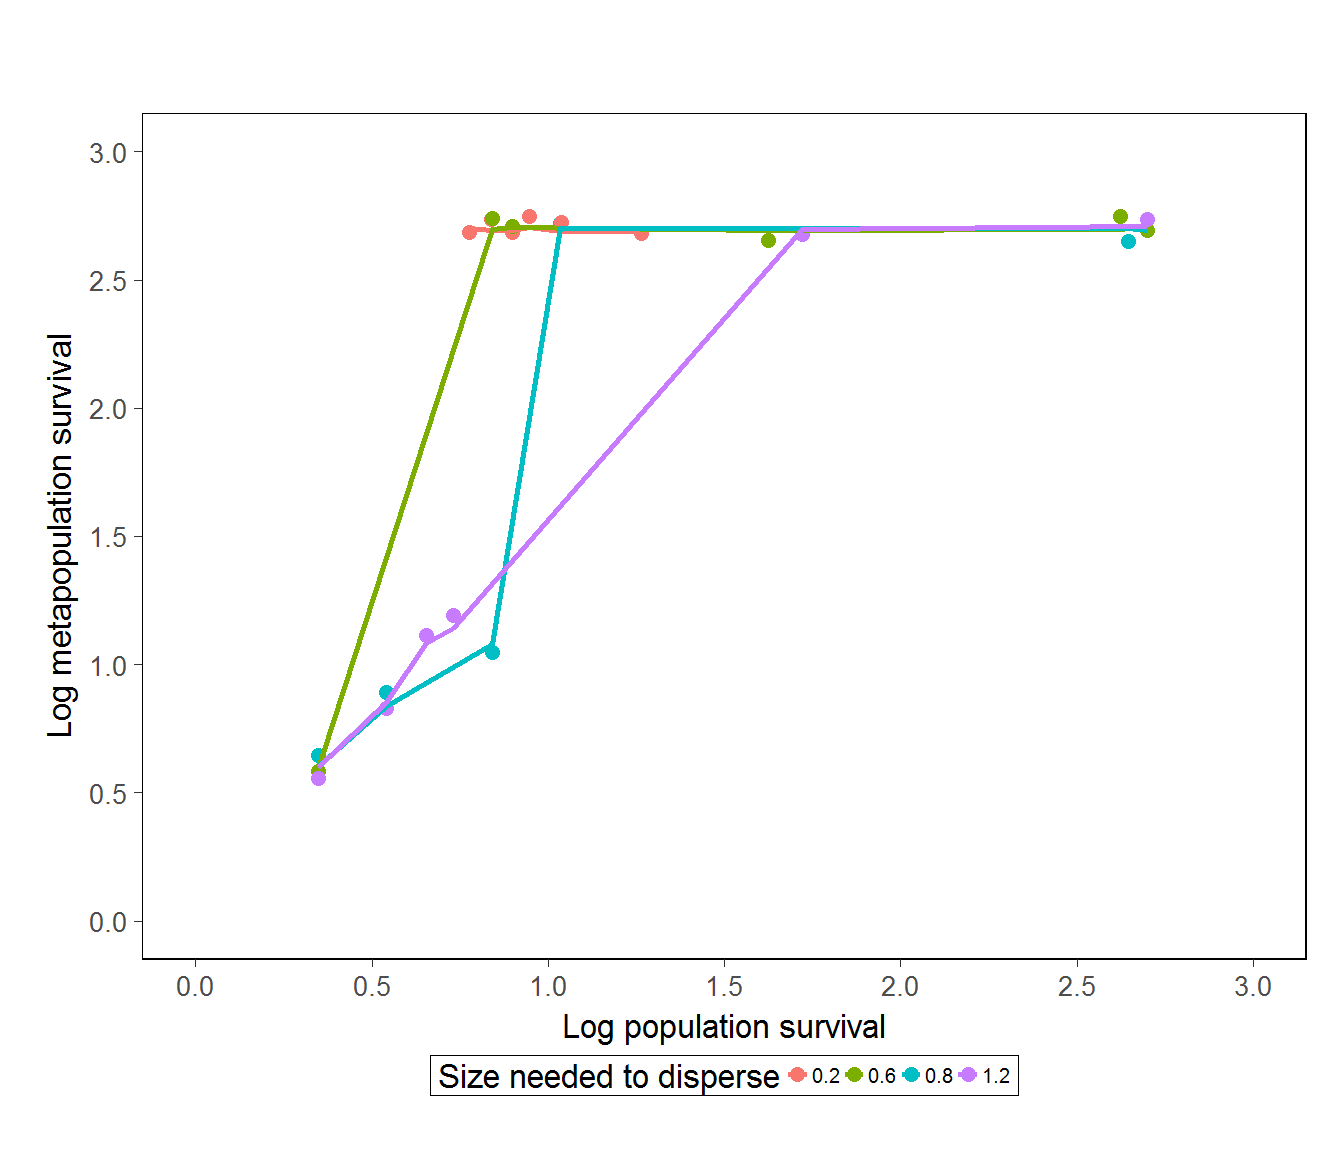 3.0
2.5
2.0
1.5
1.0
0.5
0.0
Log metapopulation survival
0.0 0.5 1.0 1.5 2.0 2.5 3.0
Log population survival
Size needed to disperse 0.2 0.6 0.8 1.2